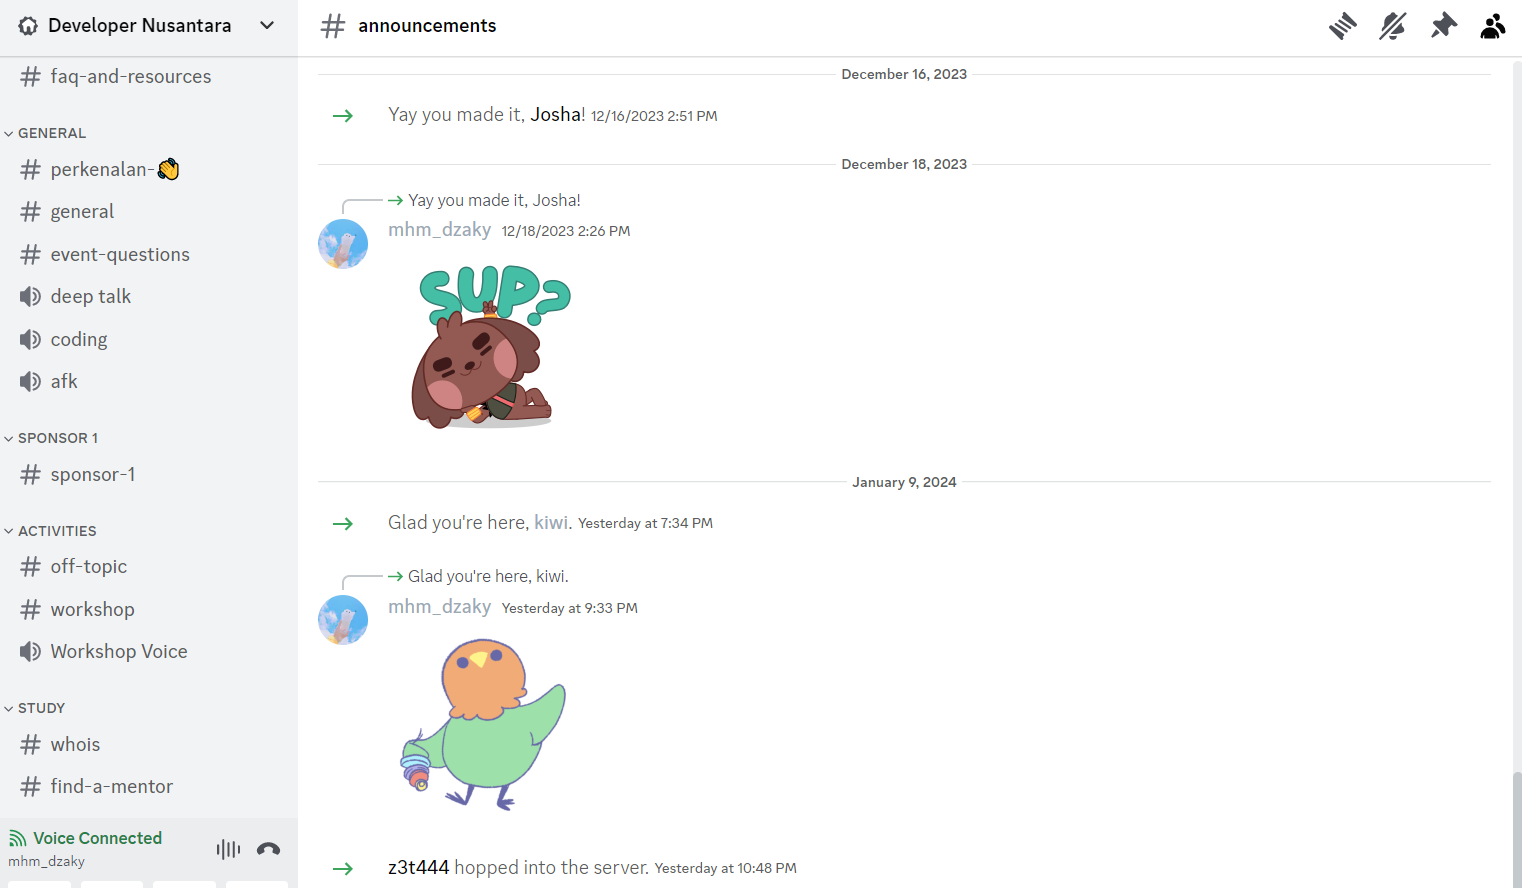 Developer Nusantara
faq-and-resources
GENERAL
perkenalan-👋
general
event-questions
deep talk
coding
afk
SPONSOR 1
sponsor-1
ACTIVITIES
off-topic
workshop
Workshop Voice
STUDY
whois
find-a-mentor
Voice Connected
mhm_dzaky
announcements
December 16, 2023
Yay you made it, Josha! 12/16/2023 2:51 PM
December 18, 2023
Yay you made it, Josha!
mhm_dzaky 12/18/2023 2:26 PM
SUP?
January 9, 2024
Glad you're here, kiwi. Yesterday at 7:34 PM
Glad you're here, kiwi.
mhm_dzaky Yesterday at 9:33 PM
z3t444 hopped into the server. Yesterday at 10:48 PM